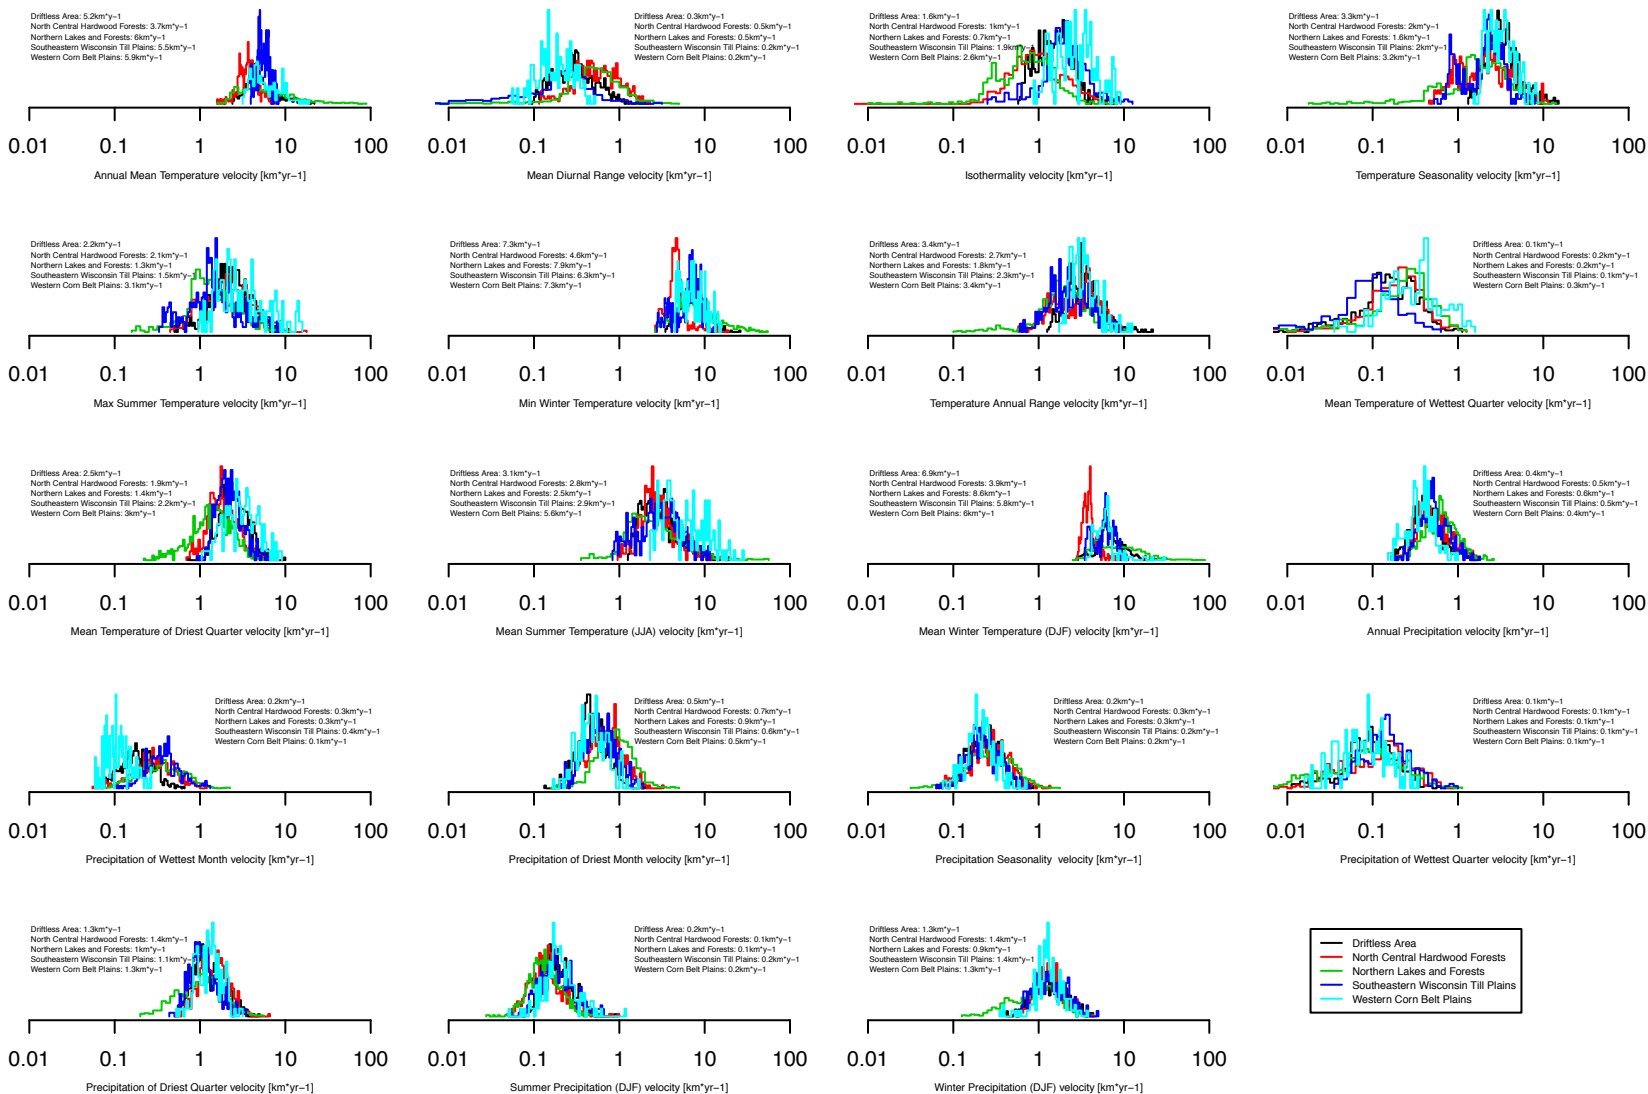 Driftless Area: 5.2km*y−1
North Central Hardwood Forests: 3.7km*y−1
Northern Lakes and Forests: 6km*y−1
Southeastern Wisconsin Till Plains: 5.5km*y−1
Western Corn Belt Plains: 5.9km*y−1
0.01 0.1 1 10 100
Annual Mean Temperature velocity [km*yr−1]
Driftless Area: 0.3km*y−1
North Central Hardwood Forests: 0.5km*y−1
Northern Lakes and Forests: 0.5km*y−1
Southeastern Wisconsin Till Plains: 0.2km*y−1
Western Corn Belt Plains: 0.2km*y−1
0.01 0.1 1 10 100
Mean Diurnal Range velocity [km*yr−1]
Driftless Area: 1.6km*y−1
North Central Hardwood Forests: 1km*y−1
Northern Lakes and Forests: 0.7km*y−1
Southeastern Wisconsin Till Plains: 1.9km*y−1
Western Corn Belt Plains: 2.6km*y−1
0.01 0.1 1 10 100
Isothermality velocity [km*yr−1]
Driftless Area: 3.3km*y−1
North Central Hardwood Forests: 2km*y−1
Northern Lakes and Forests: 1.6km*y−1
Southeastern Wisconsin Till Plains: 2km*y−1
Western Corn Belt Plains: 3.2km*y−1
0.01 0.1 1 10 100
Temperature Seasonality velocity [km*yr−1]
Driftless Area: 2.2km*y−1
North Central Hardwood Forests: 2.1km*y−1
Northern Lakes and Forests: 1.3km*y−1
Southeastern Wisconsin Till Plains: 1.5km*y−1
Western Corn Belt Plains: 3.1km*y−1
0.01 0.1 1 10 100
Max Summer Temperature velocity [km*yr−1]
Driftless Area: 7.3km*y−1
North Central Hardwood Forests: 4.6km*y−1
Northern Lakes and Forests: 7.9km*y−1
Southeastern Wisconsin Till Plains: 6.3km*y−1
Western Corn Belt Plains: 7.3km*y−1
0.01 0.1 1 10 100
Min Winter Temperature velocity [km*yr−1]
Driftless Area: 3.4km*y−1
North Central Hardwood Forests: 2.7km*y−1
Northern Lakes and Forests: 1.8km*y−1
Southeastern Wisconsin Till Plains: 2.3km*y−1
Western Corn Belt Plains: 3.4km*y−1
0.01 0.1 1 10 100
Temperature Annual Range velocity [km*yr−1]
Driftless Area: 0.1km*y−1
North Central Hardwood Forests: 0.2km*y−1
Northern Lakes and Forests: 0.2km*y−1
Southeastern Wisconsin Till Plains: 0.1km*y−1
Western Corn Belt Plains: 0.3km*y−1
0.01 0.1 1 10 100
Mean Temperature of Wettest Quarter velocity [km*yr−1]
Driftless Area: 2.5km*y−1
North Central Hardwood Forests: 1.9km*y−1
Northern Lakes and Forests: 1.4km*y−1
Southeastern Wisconsin Till Plains: 2.2km*y−1
Western Corn Belt Plains: 3km*y−1
0.01 0.1 1 10 100
Mean Temperature of Driest Quarter velocity [km*yr−1]
Driftless Area: 3.1km*y−1
North Central Hardwood Forests: 2.8km*y−1
Northern Lakes and Forests: 2.5km*y−1
Southeastern Wisconsin Till Plains: 2.9km*y−1
Western Corn Belt Plains: 5.6km*y−1
0.01 0.1 1 10 100
Mean Summer Temperature (JJA) velocity [km*yr−1]
Driftless Area: 6.9km*y−1
North Central Hardwood Forests: 3.9km*y−1
Northern Lakes and Forests: 8.6km*y−1
Southeastern Wisconsin Till Plains: 5.8km*y−1
Western Corn Belt Plains: 6km*y−1
0.01 0.1 1 10 100
Mean Winter Temperature (DJF) velocity [km*yr−1]
Driftless Area: 0.4km*y−1
North Central Hardwood Forests: 0.5km*y−1
Northern Lakes and Forests: 0.6km*y−1
Southeastern Wisconsin Till Plains: 0.5km*y−1
Western Corn Belt Plains: 0.4km*y−1
0.01 0.1 1 10 100
Annual Precipitation velocity [km*yr−1]
Driftless Area: 0.2km*y−1
North Central Hardwood Forests: 0.3km*y−1
Northern Lakes and Forests: 0.3km*y−1
Southeastern Wisconsin Till Plains: 0.4km*y−1
Western Corn Belt Plains: 0.1km*y−1
0.01 0.1 1 10 100
Precipitation of Wettest Month velocity [km*yr−1]
Driftless Area: 0.5km*y−1
North Central Hardwood Forests: 0.7km*y−1
Northern Lakes and Forests: 0.9km*y−1
Southeastern Wisconsin Till Plains: 0.6km*y−1
Western Corn Belt Plains: 0.5km*y−1
0.01 0.1 1 10 100
Precipitation of Driest Month velocity [km*yr−1]
Driftless Area: 0.2km*y−1
North Central Hardwood Forests: 0.3km*y−1
Northern Lakes and Forests: 0.3km*y−1
Southeastern Wisconsin Till Plains: 0.2km*y−1
Western Corn Belt Plains: 0.2km*y−1
0.01 0.1 1 10 100
Precipitation Seasonality velocity [km*yr−1]
Driftless Area: 0.1km*y−1
North Central Hardwood Forests: 0.1km*y−1
Northern Lakes and Forests: 0.1km*y−1
Southeastern Wisconsin Till Plains: 0.1km*y−1
Western Corn Belt Plains: 0.1km*y−1
0.01 0.1 1 10 100
Precipitation of Wettest Quarter velocity [km*yr−1]
Driftless Area: 1.3km*y−1
North Central Hardwood Forests: 1.4km*y−1
Northern Lakes and Forests: 1km*y−1
Southeastern Wisconsin Till Plains: 1.1km*y−1
Western Corn Belt Plains: 1.3km*y−1
0.01 0.1 1 10 100
Precipitation of Driest Quarter velocity [km*yr−1]
Driftless Area: 0.2km*y−1
North Central Hardwood Forests: 0.1km*y−1
Northern Lakes and Forests: 0.1km*y−1
Southeastern Wisconsin Till Plains: 0.2km*y−1
Western Corn Belt Plains: 0.2km*y−1
0.01 0.1 1 10 100
Summer Precipitation (DJF) velocity [km*yr−1]
Driftless Area: 1.3km*y−1
North Central Hardwood Forests: 1.4km*y−1
Northern Lakes and Forests: 0.9km*y−1
Southeastern Wisconsin Till Plains: 1.4km*y−1
Western Corn Belt Plains: 1.3km*y−1
0.01 0.1 1 10 100
Winter Precipitation (DJF) velocity [km*yr−1]
Driftless Area
North Central Hardwood Forests
Northern Lakes and Forests
Southeastern Wisconsin Till Plains
Western Corn Belt Plains